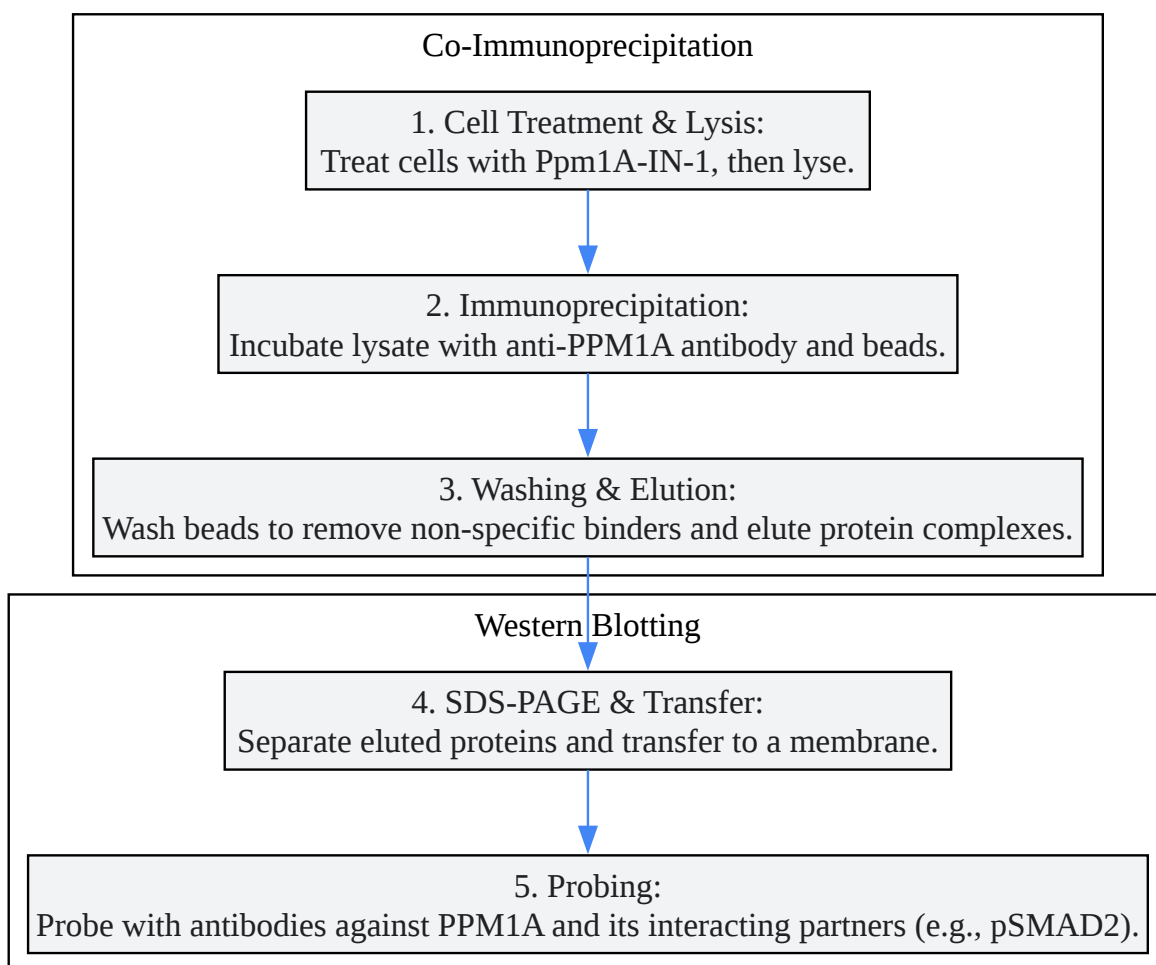 Co-Immunoprecipitation
1. Cell Treatment & Lysis:
Treat cells with Ppm1A-IN-1, then lyse.
2. Immunoprecipitation:
Incubate lysate with anti-PPM1A antibody and beads.
3. Washing & Elution:
Wash beads to remove non-specific binders and elute protein complexes.
Western Blotting
4. SDS-PAGE & Transfer:
Separate eluted proteins and transfer to a membrane.
5. Probing:
Probe with antibodies against PPM1A and its interacting partners (e.g., pSMAD2).